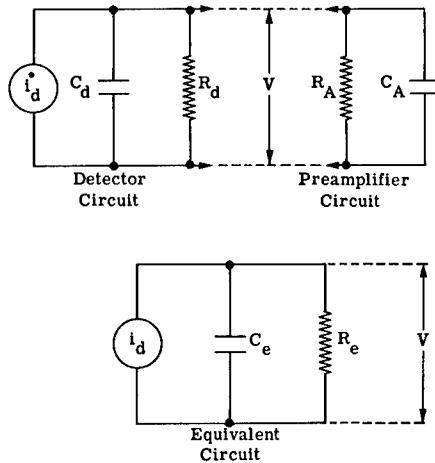 i_d C_d R_d V R_A C_A
Detector Preamplifier
Circuit Circuit
i_d C_e R_e V
Equivalent
Circuit